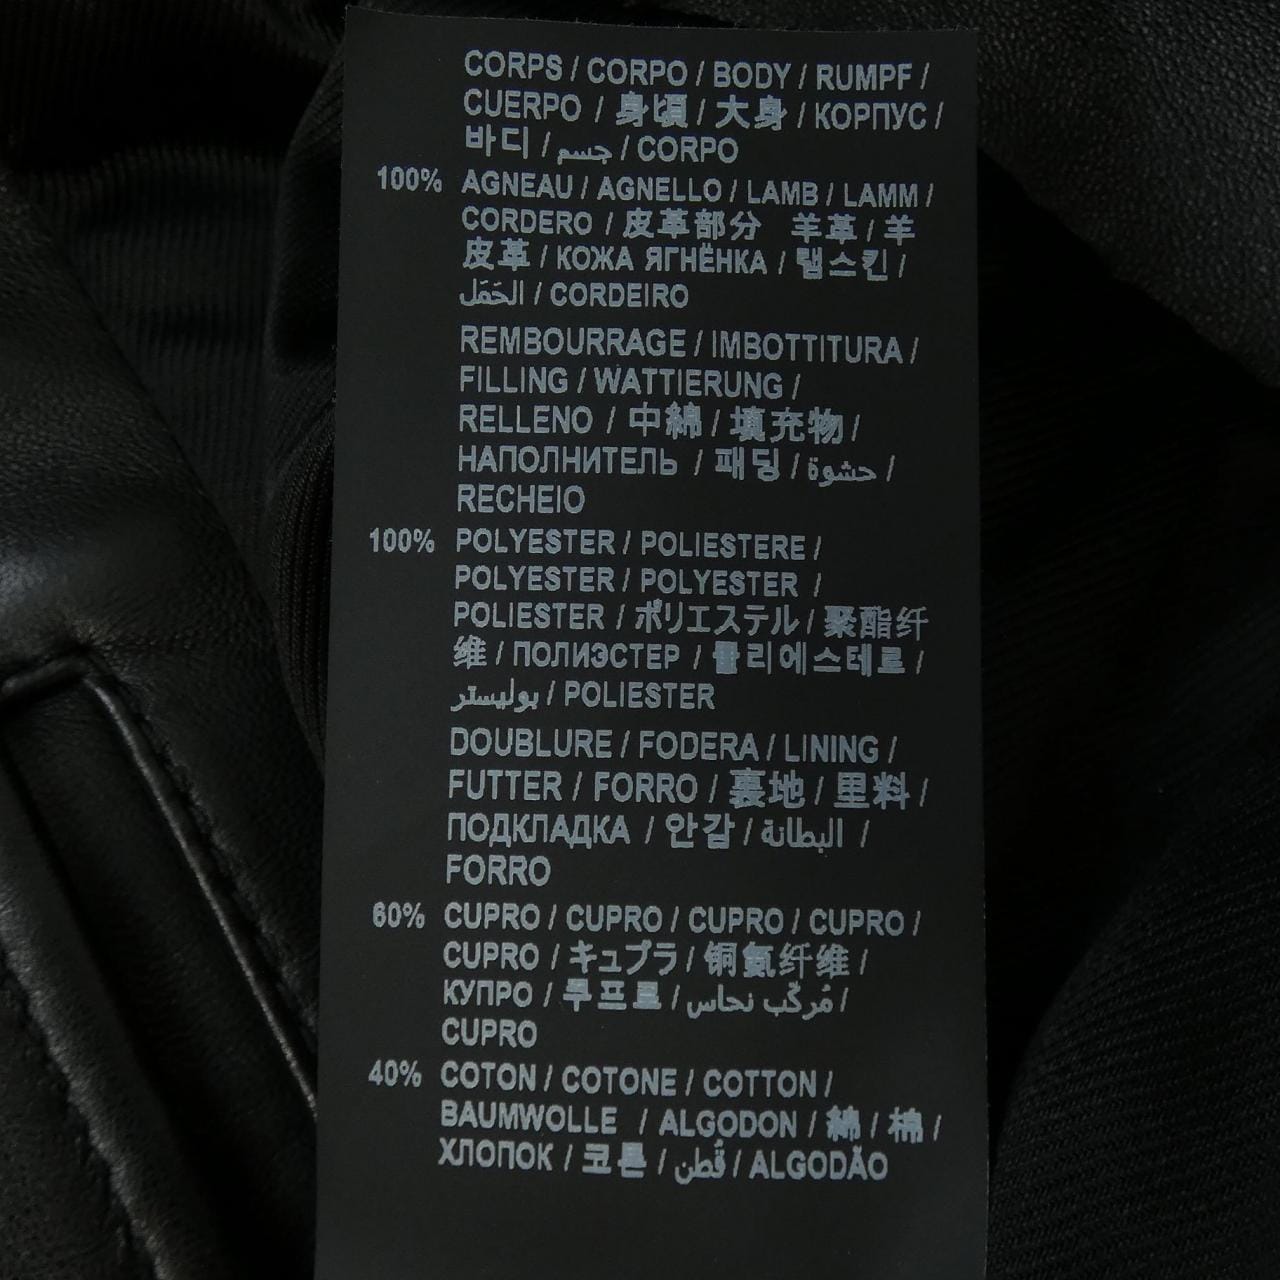 CORPS / CORPO / BODY / RUMPF /
CUERPO / 身頃 / 大身 / КОРПУС /
바디 / جسم / CORPO
100% AGNEAU / AGNELLO / LAMB / LAMM /
CORDERO / 皮革部分 羊革 / 羊
皮革 / КОЖА ЯГНЁНКА / 램스킨 /
الحَمَل / CORDEIRO
REMBOURRAGE / IMBOTTITURA /
FILLING / WATTIERUNG /
RELLENO / 中綿 / 填充物 /
НАПОЛНИТЕЛЬ / 패딩 / حشوة /
RECHEIO
100% POLYESTER / POLIESTERE /
POLYESTER / POLYESTER /
POLIESTER / ポリエステル / 聚酯纤
维 / ПОЛИЭСТЕР / 폴리에스테르 /
بوليستر / POLIESTER
DOUBLURE / FODERA / LINING /
FUTTER / FORRO / 裏地 / 里料 /
ПОДКЛАДКА / 안감 / البطانة /
FORRO
60% CUPRO / CUPRO / CUPRO / CUPRO /
CUPRO / キュプラ / 铜氨纤维 /
КУПРО / 쿠프로 / مُركّب نحاس /
CUPRO
40% COTON / COTONE / COTTON /
BAUMWOLLE / ALGODON / 綿 / 棉 /
ХЛОПОК / 코튼 / قُطن / ALGODÃO